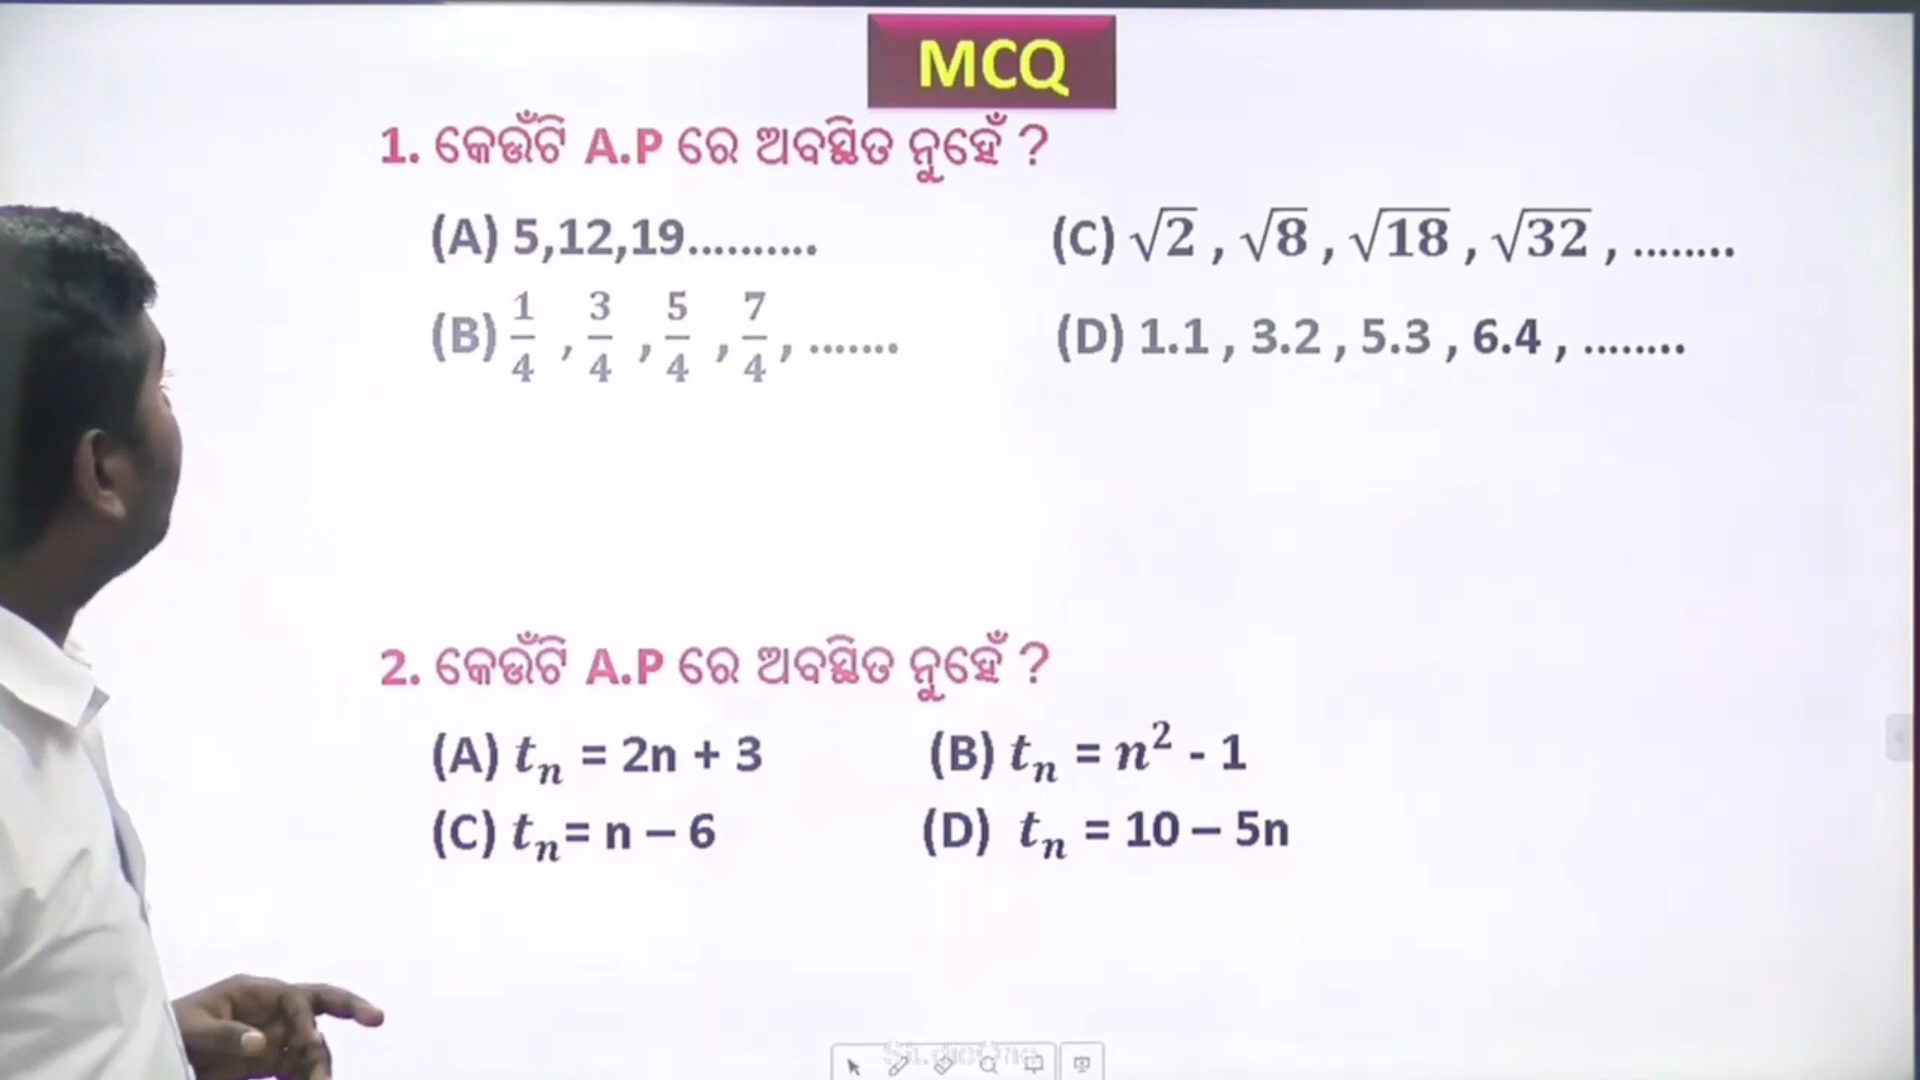 MCQ
1. କେଉଁଟି A.P ରେ ଅବସ୍ଥିତ ନୁହେଁ ?
(A) 5,12,19.......... (C) √2 , √8 , √18 , √32 , ........
(B) 1/4 , 3/4 , 5/4 , 7/4 , ....... (D) 1.1 , 3.2 , 5.3 , 6.4 , ........
2. କେଉଁଟି A.P ରେ ଅବସ୍ଥିତ ନୁହେଁ ?
(A) tₙ = 2n + 3 (B) tₙ = n² - 1
(C) tₙ= n – 6 (D) tₙ = 10 – 5n